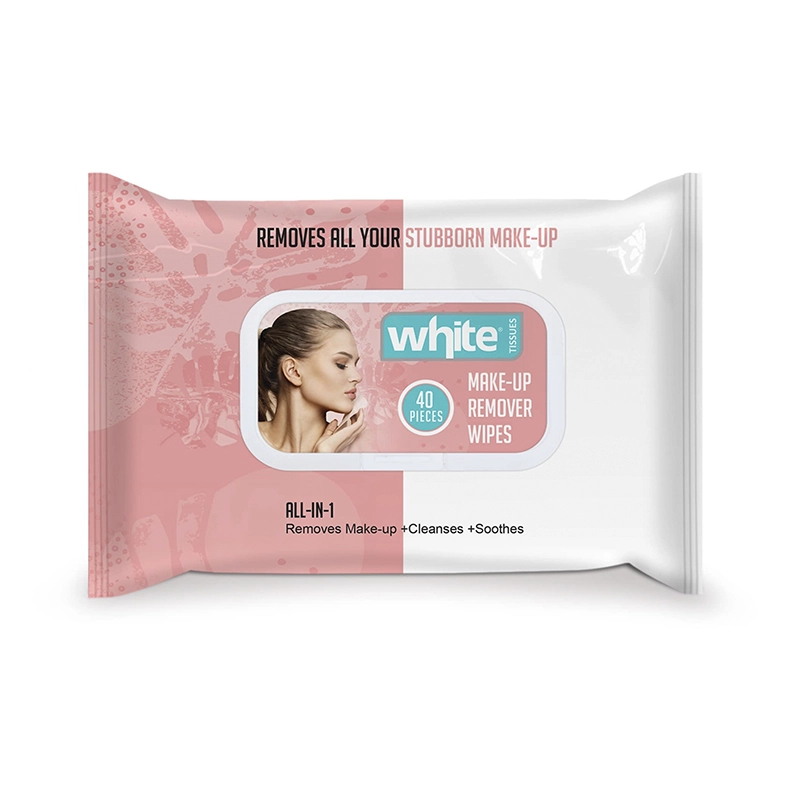 REMOVES ALL YOUR STUBBORN MAKE-UP
white®
TISSUES
40
PIECES
MAKE-UP
REMOVER
WIPES
ALL-IN-1
Removes Make-up +Cleanses +Soothes